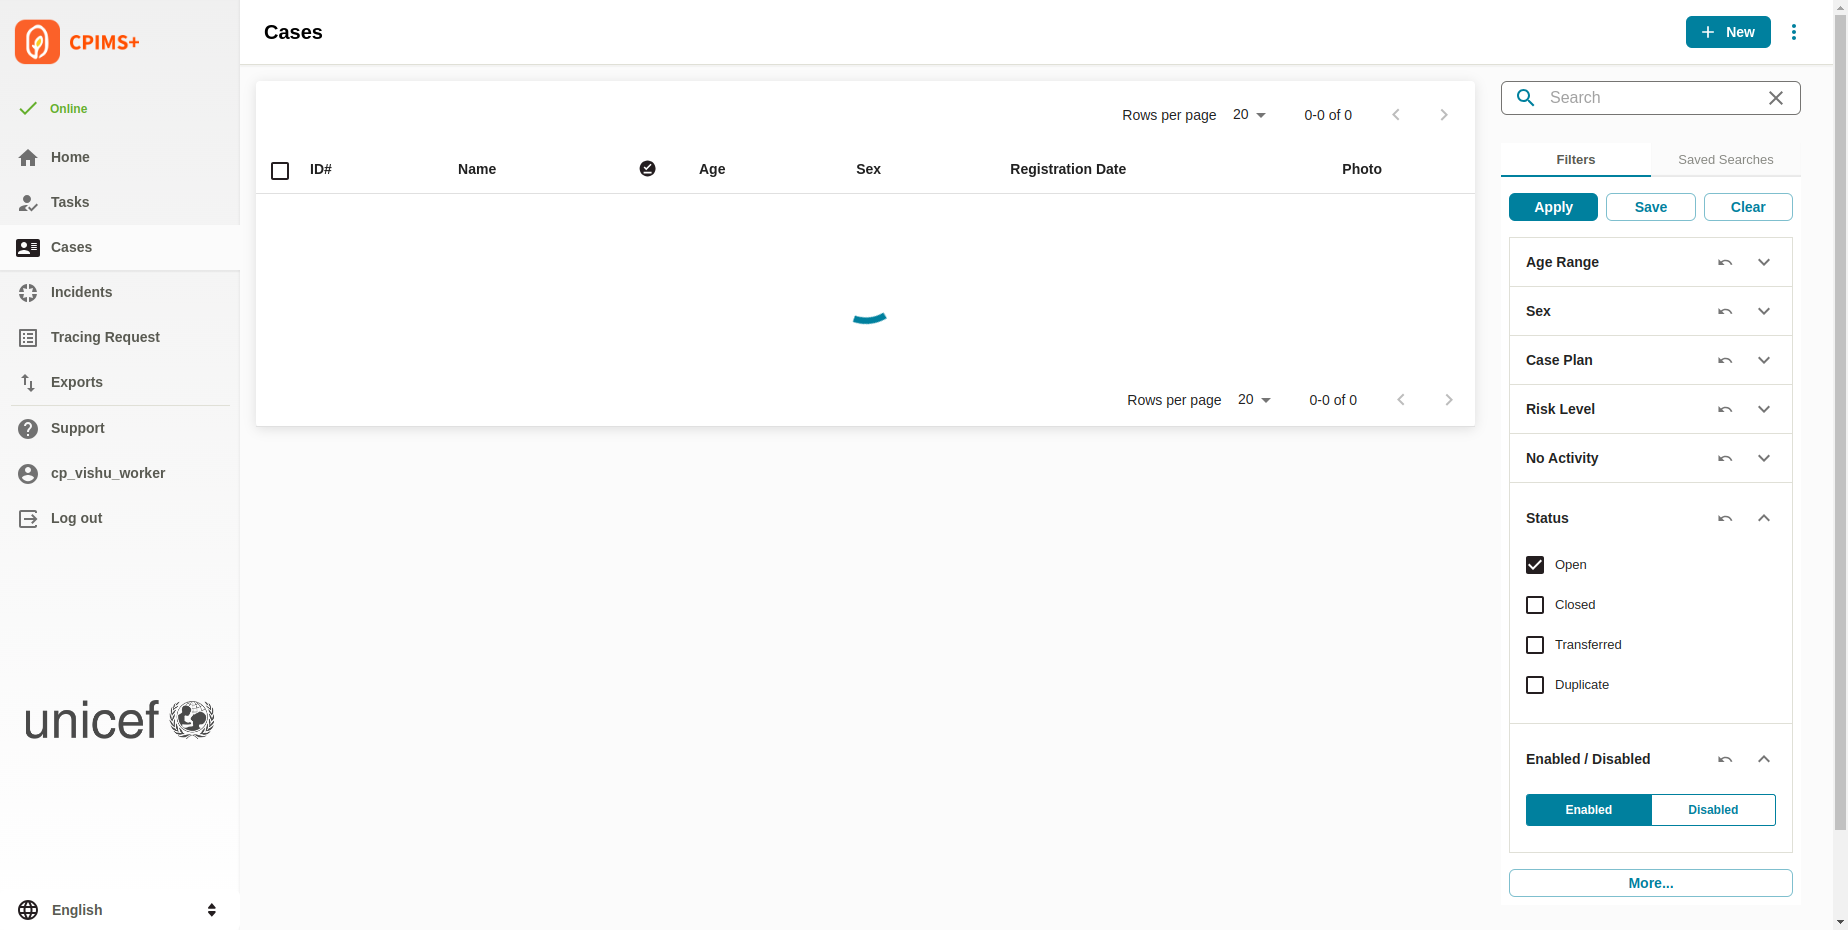 CPIMS+
Online
Home
Tasks
Cases
Incidents
Tracing Request
Exports
Support
cp_vishu_worker
Log out
unicef
English
Cases
New
Rows per page 20 0-0 of 0
ID# Name Age Sex Registration Date Photo
Rows per page 20 0-0 of 0
Search
Filters Saved Searches
Apply Save Clear
Age Range
Sex
Case Plan
Risk Level
No Activity
Status
Open
Closed
Transferred
Duplicate
Enabled / Disabled
Enabled Disabled
More...